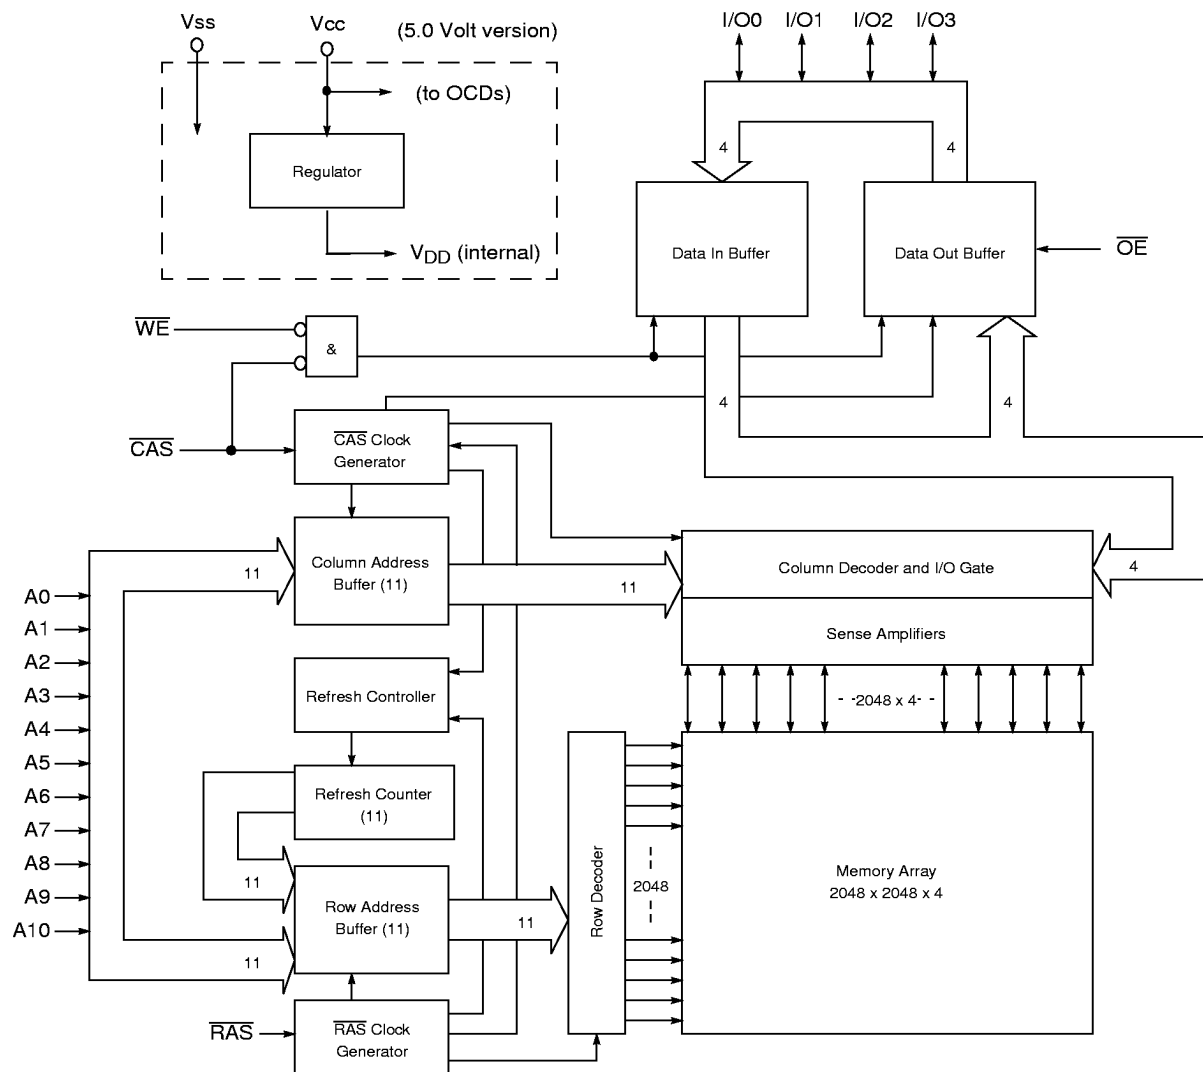 Vss
Vcc
(5.0 Volt version)
(to OCDs)
Regulator
VDD (internal)
I/O0 I/O1 I/O2 I/O3
4
4
Data In Buffer
Data Out Buffer
OE
WE
&
CAS
CAS Clock
Generator
4
4
Column Address
Buffer (11)
11
11
Column Decoder and I/O Gate
4
Sense Amplifiers
2048 x 4
A0
A1
A2
A3
A4
A5
A6
A7
A8
A9
A10
Refresh Controller
Refresh Counter
(11)
11
Row Address
Buffer (11)
11
11
Row Decoder
2048
Memory Array
2048 x 2048 x 4
RAS
RAS Clock
Generator